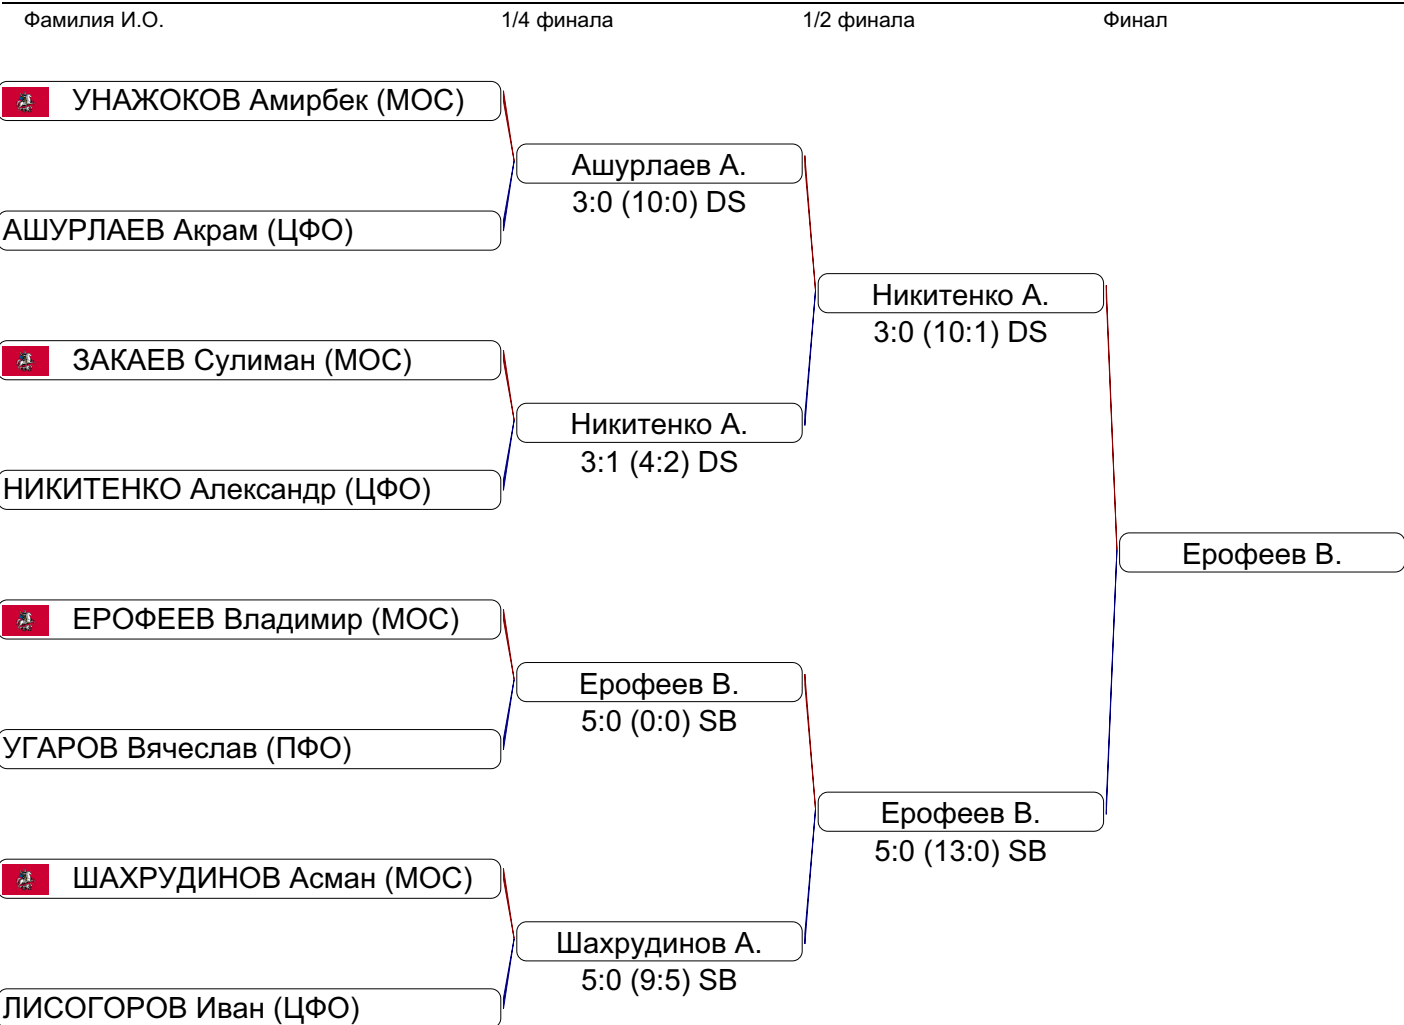 Фамилия И.О. 1/4 финала 1/2 финала Финал
УНАЖОКОВ Амирбек (МОС)
Ашурлаев А.
3:0 (10:0) DS
АШУРЛАЕВ Акрам (ЦФО)
Никитенко А.
3:0 (10:1) DS
ЗАКАЕВ Сулиман (МОС)
Никитенко А.
3:1 (4:2) DS
НИКИТЕНКО Александр (ЦФО)
Ерофеев В.
ЕРОФЕЕВ Владимир (МОС)
Ерофеев В.
5:0 (0:0) SB
УГАРОВ Вячеслав (ПФО)
Ерофеев В.
5:0 (13:0) SB
ШАХРУДИНОВ Асман (МОС)
Шахрудинов А.
5:0 (9:5) SB
ЛИСОГОРОВ Иван (ЦФО)